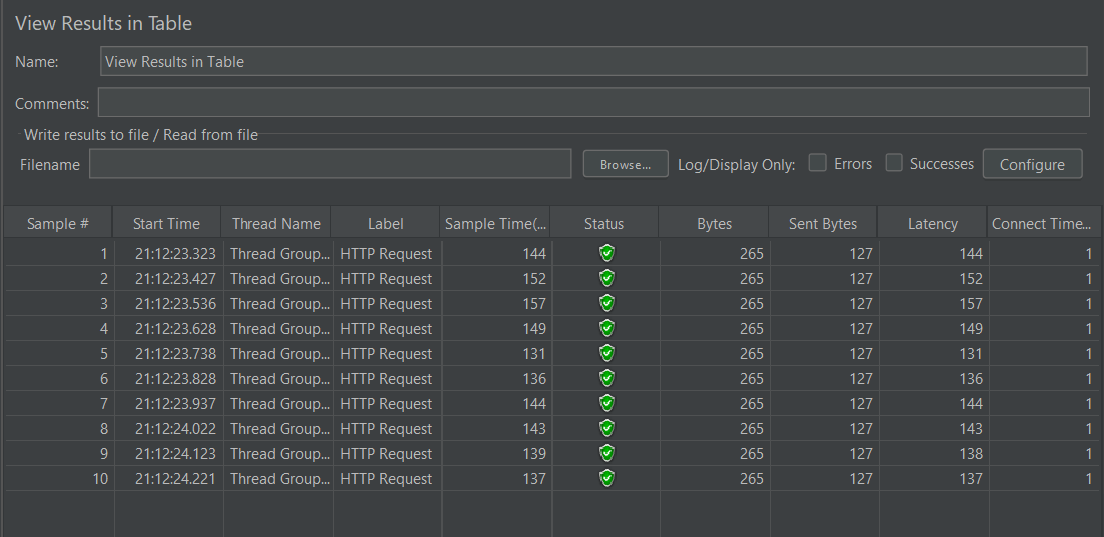 View Results in Table
Name: View Results in Table
Comments:
Write results to file / Read from file
Filename Browse... Log/Display Only: Errors Successes Configure
Sample # Start Time Thread Name Label Sample Time(... Status Bytes Sent Bytes Latency Connect Time...
1 21:12:23.323 Thread Group... HTTP Request 144 265 127 144 1
2 21:12:23.427 Thread Group... HTTP Request 152 265 127 152 1
3 21:12:23.536 Thread Group... HTTP Request 157 265 127 157 1
4 21:12:23.628 Thread Group... HTTP Request 149 265 127 149 1
5 21:12:23.738 Thread Group... HTTP Request 131 265 127 131 1
6 21:12:23.828 Thread Group... HTTP Request 136 265 127 136 1
7 21:12:23.937 Thread Group... HTTP Request 144 265 127 144 1
8 21:12:24.022 Thread Group... HTTP Request 143 265 127 143 1
9 21:12:24.123 Thread Group... HTTP Request 139 265 127 138 1
10 21:12:24.221 Thread Group... HTTP Request 137 265 127 137 1